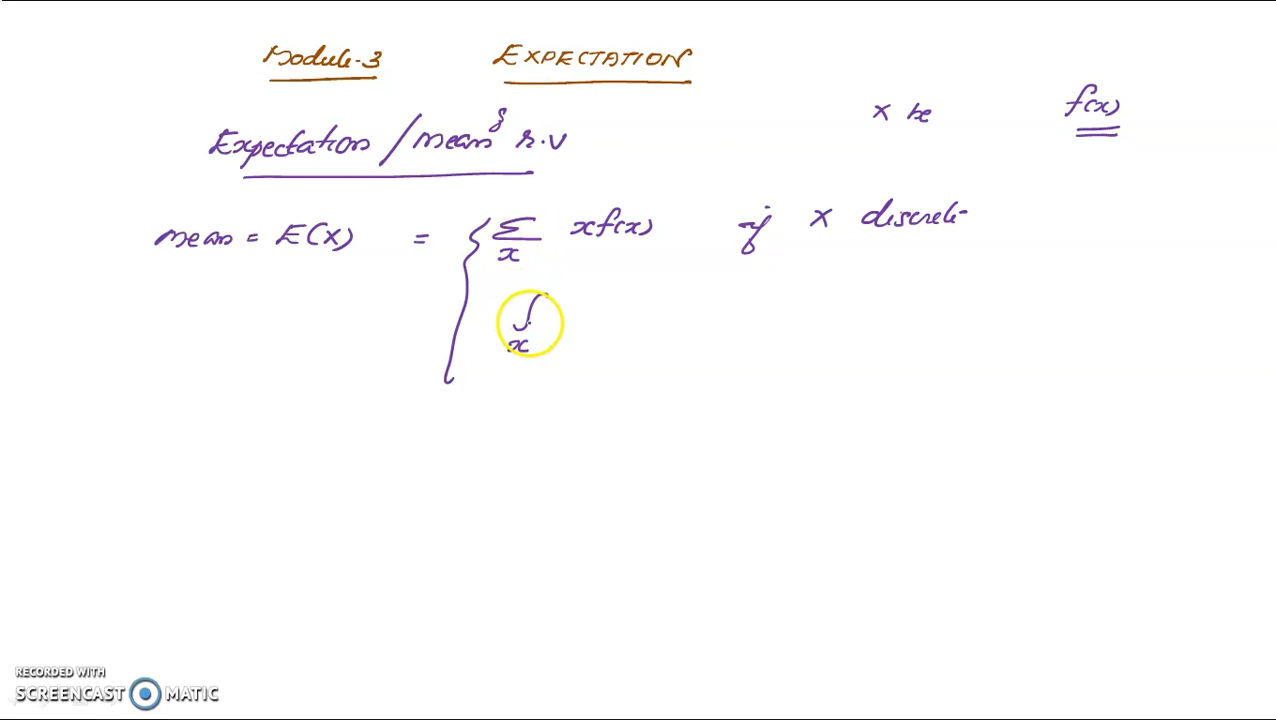 Module-3 EXPECTATION
x be f(x)
Expectation / mean of r.v
mean = E(X) = { Σ x f(x) if X discrete
x
∫
x
RECORDED WITH
SCREENCAST MATIC